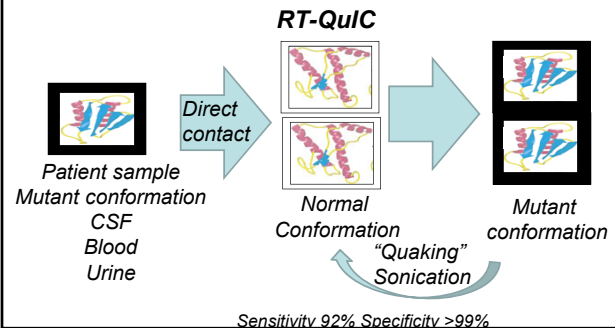 RT-QuIC
Direct
contact
Patient sample
Mutant conformation
CSF
Blood
Urine
Normal
Conformation
Mutant
conformation
“Quaking”
Sonication
Sensitivity 92% Specificity >99%